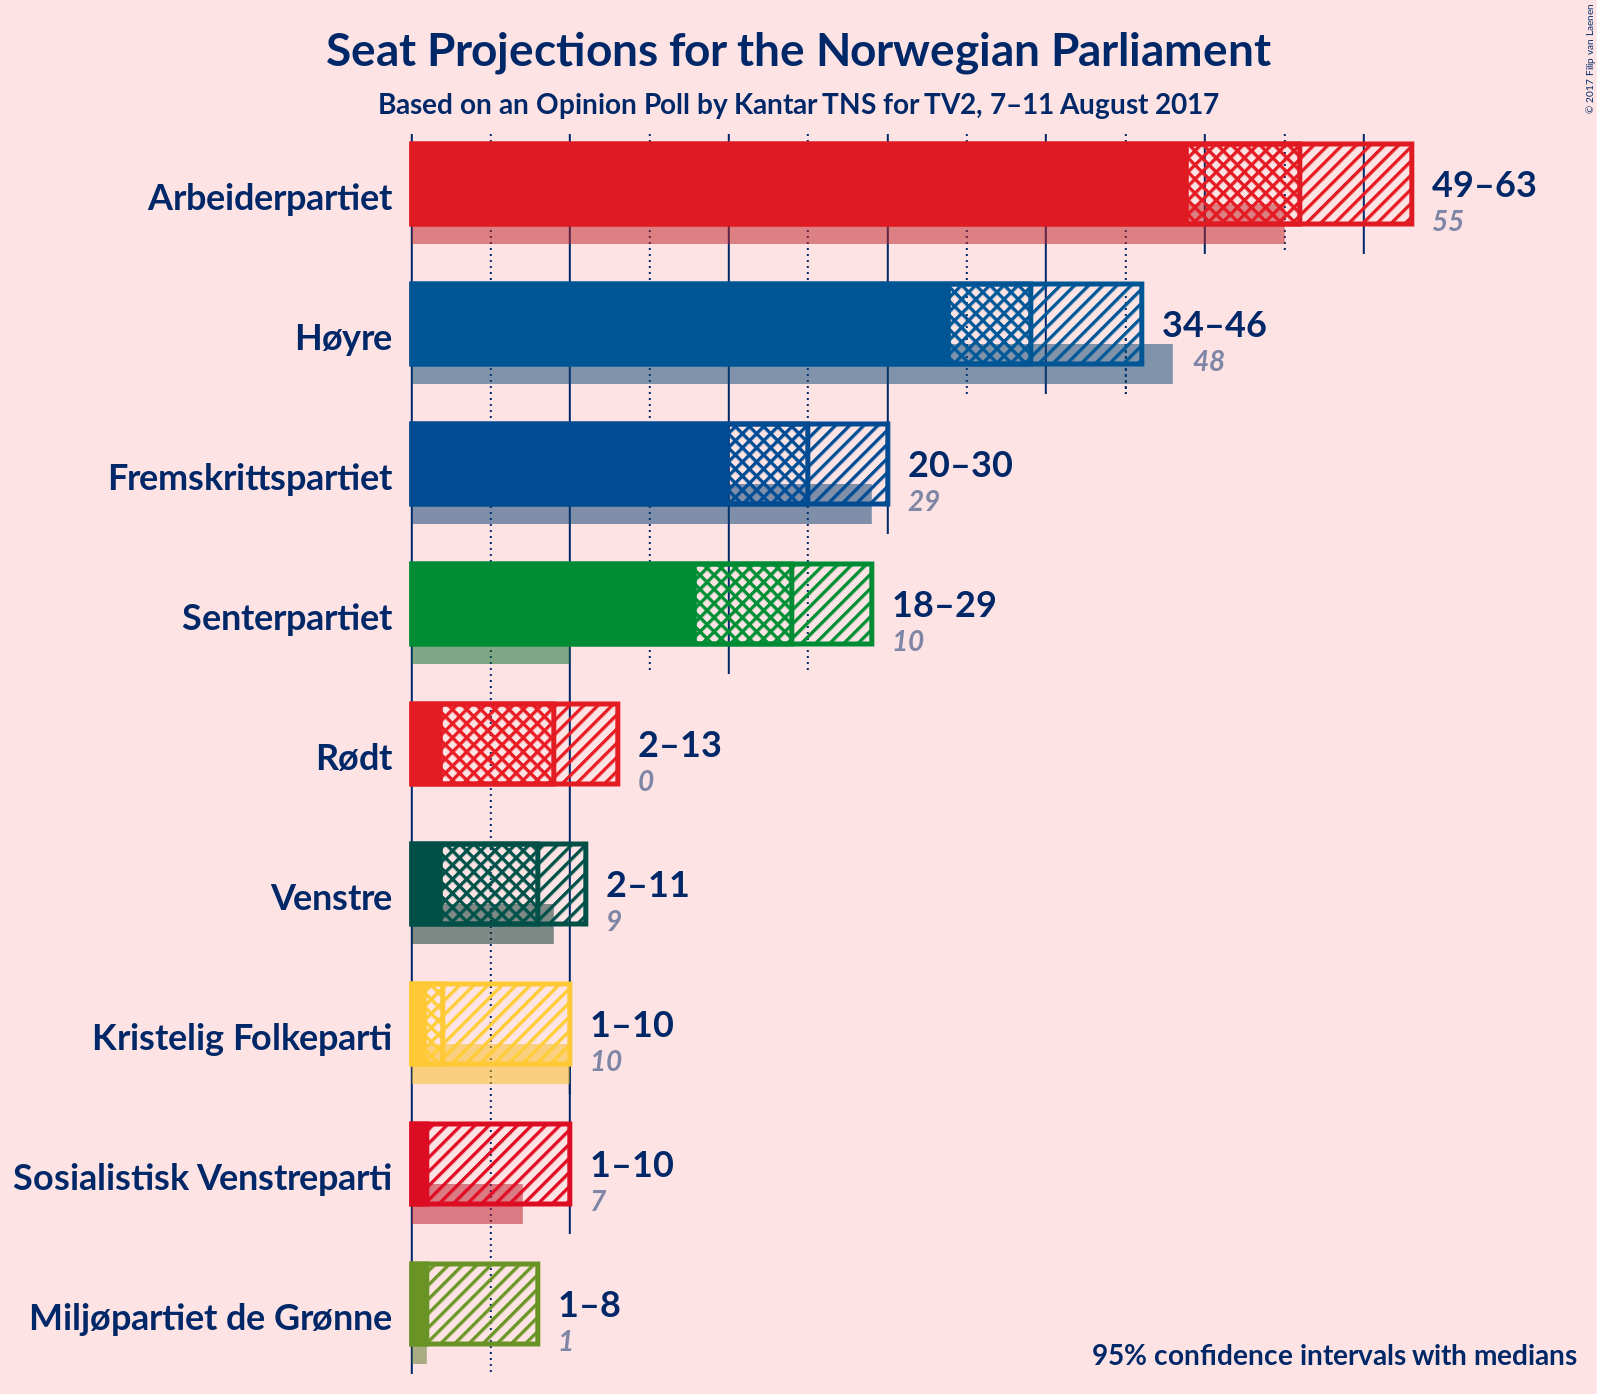 Seat Projections for the Norwegian Parliament
Based on an Opinion Poll by Kantar TNS for TV2, 7–11 August 2017
© 2017 Filip van Laenen
Arbeiderpartiet
49–63
55
Høyre
34–46
48
Fremskrittspartiet
20–30
29
Senterpartiet
18–29
10
Rødt
2–13
0
Venstre
2–11
9
Kristelig Folkeparti
1–10
10
Sosialistisk Venstreparti
1–10
7
Miljøpartiet de Grønne
1–8
1
95% confidence intervals with medians